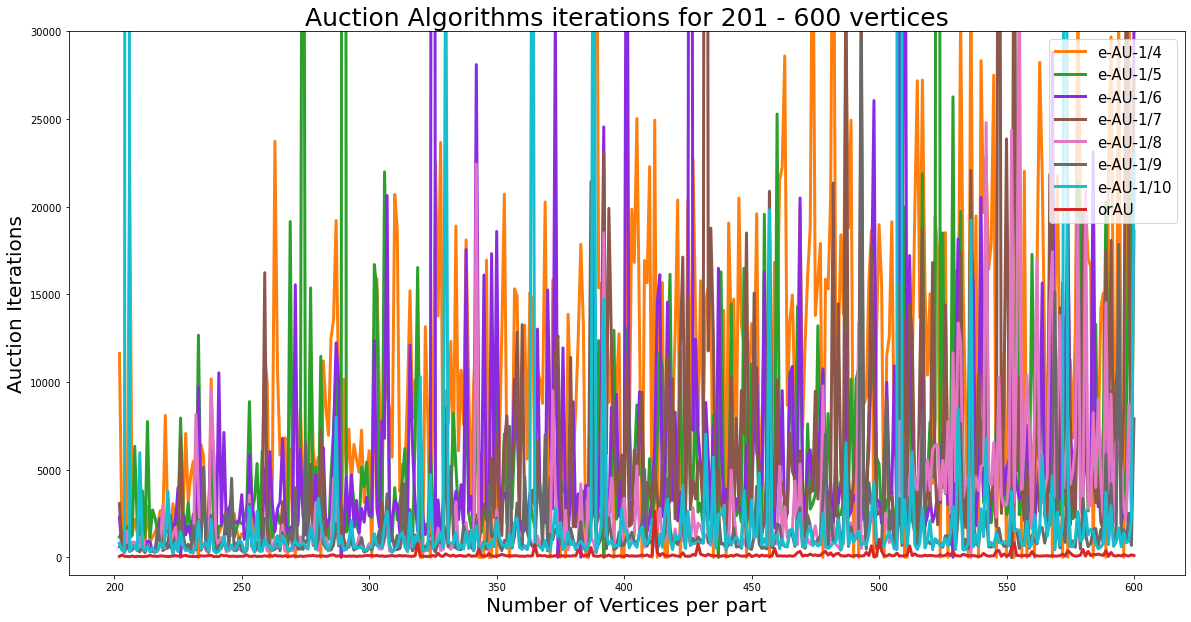 Auction Algorithms iterations for 201 - 600 vertices
30000
25000
20000
15000
10000
5000
0
Auction Iterations
e-AU-1/4
e-AU-1/5
e-AU-1/6
e-AU-1/7
e-AU-1/8
e-AU-1/9
e-AU-1/10
orAU
200 250 300 350 400 450 500 550 600
Number of Vertices per part